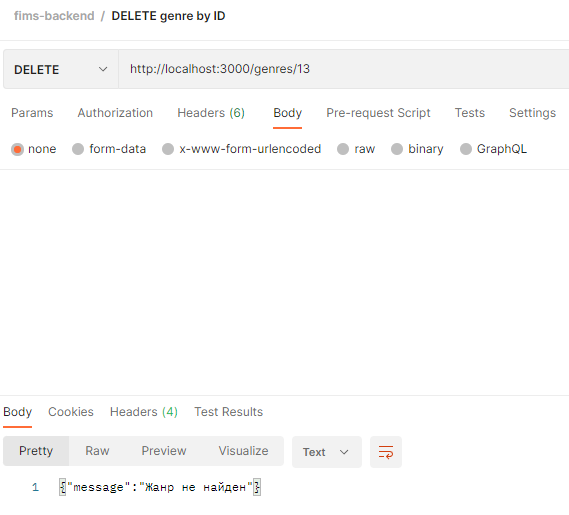 fims-backend / DELETE genre by ID
DELETE http://localhost:3000/genres/13
Params Authorization Headers (6) Body Pre-request Script Tests Settings
none form-data x-www-form-urlencoded raw binary GraphQL
Body Cookies Headers (4) Test Results
Pretty Raw Preview Visualize Text
1 {"message":"Жанр не найден"}